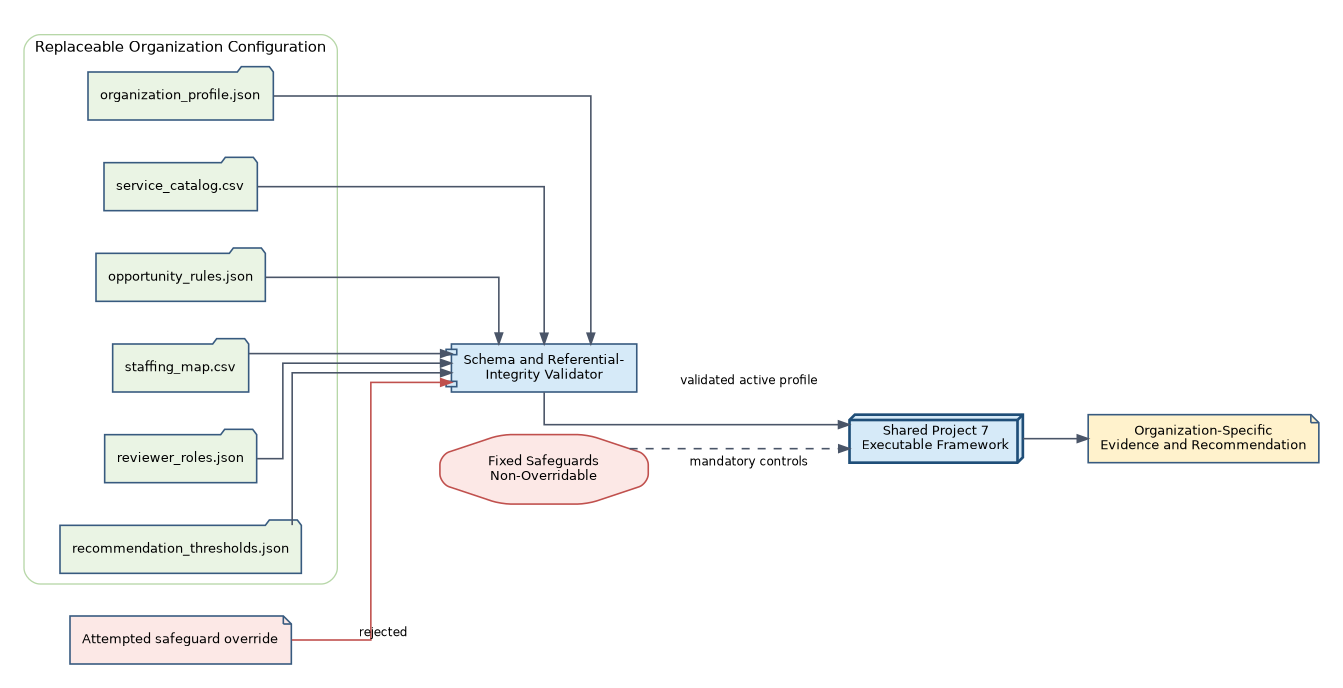 Replaceable Organization Configuration
organization_profile.json
service_catalog.csv
opportunity_rules.json
staffing_map.csv
reviewer_roles.json
recommendation_thresholds.json
Attempted safeguard override
rejected
Schema and Referential-
Integrity Validator
Fixed Safeguards
Non-Overridable
validated active profile
mandatory controls
Shared Project 7
Executable Framework
Organization-Specific
Evidence and Recommendation